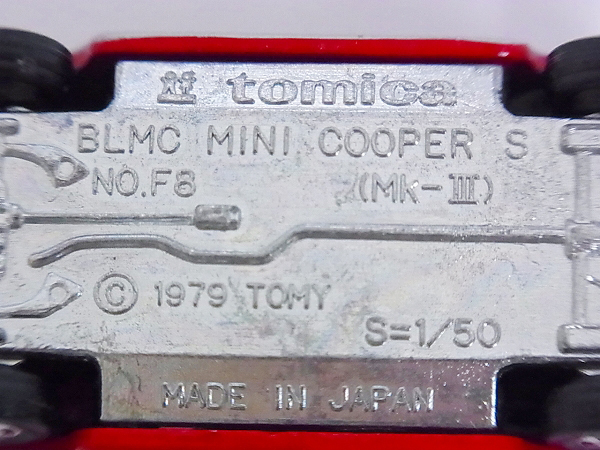 tomica
BLMC MINI COOPER S
NO.F8 (Mk-III)
© 1979 TOMY
S=1/50
MADE IN JAPAN